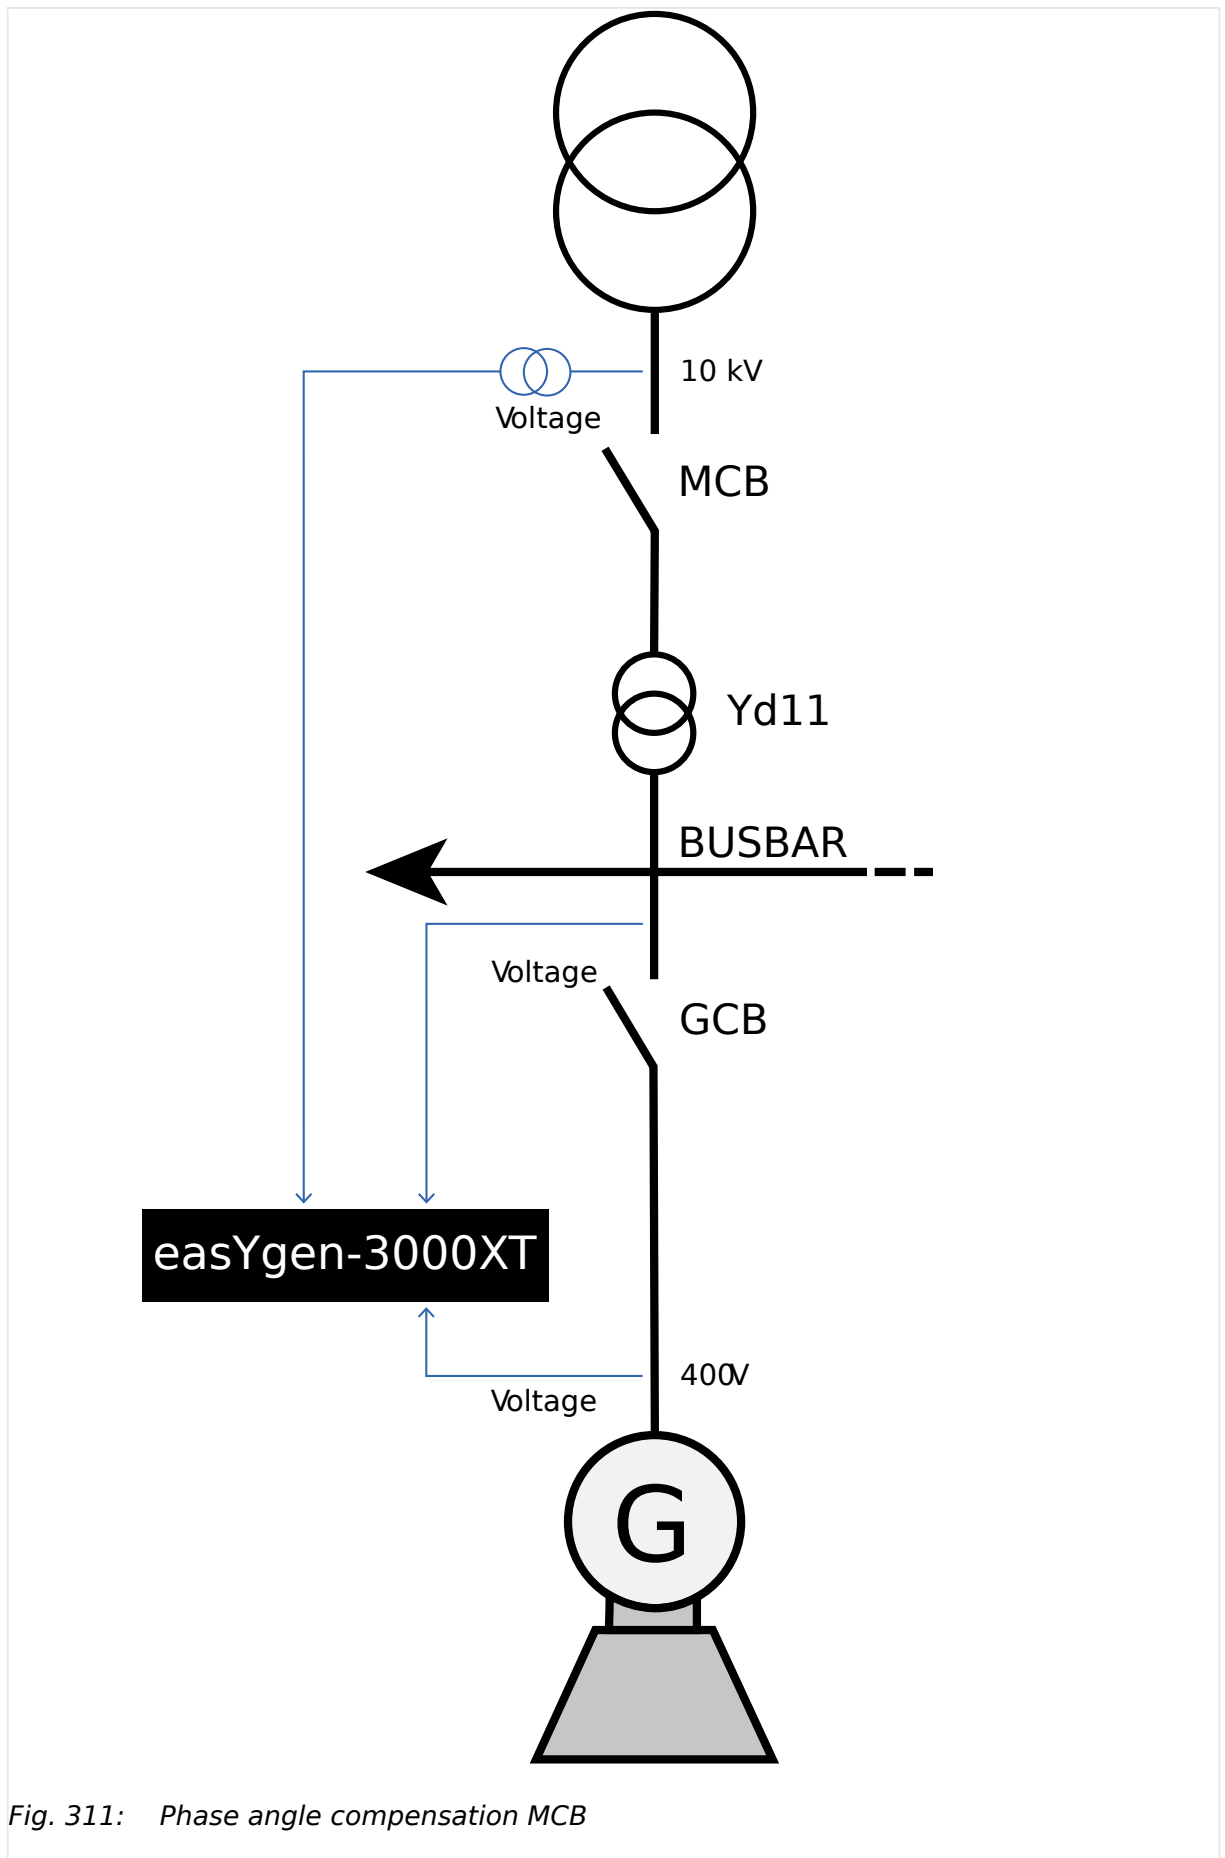 10 kV
Voltage
MCB
Yd11
BUSBAR
Voltage
GCB
easYgen-3000XT
400V
Voltage
G
Fig. 311: Phase angle compensation MCB